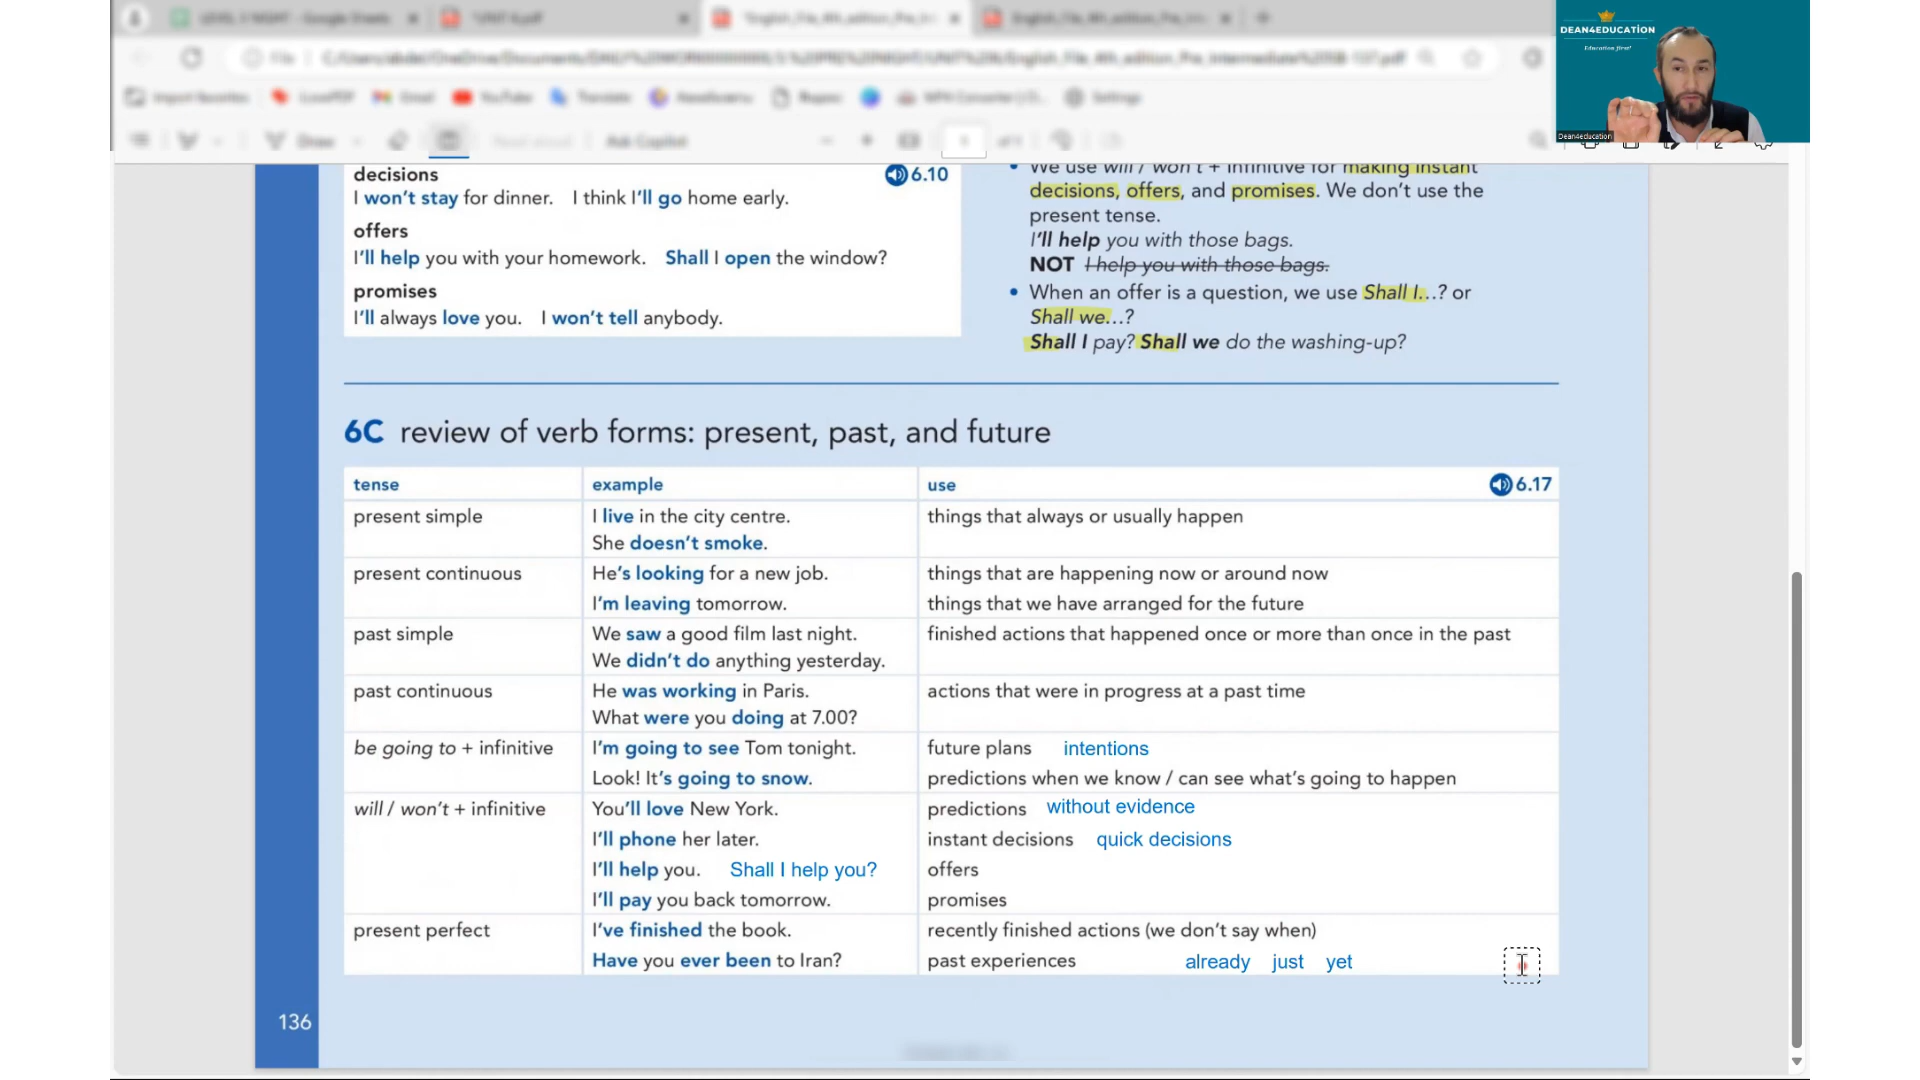 DEAN4EDUCATİON
Education first!
Dean4education
decisions
6.10
I won't stay for dinner. I think I'll go home early.
offers
I'll help you with your homework. Shall I open the window?
promises
I'll always love you. I won't tell anybody.
• We use will / won't + infinitive for making instant
decisions, offers, and promises. We don't use the
present tense.
I'll help you with those bags.
NOT I help you with those bags.
• When an offer is a question, we use Shall I…? or
Shall we…?
Shall I pay? Shall we do the washing-up?
6C review of verb forms: present, past, and future
tense example use 6.17
present simple I live in the city centre. things that always or usually happen
She doesn't smoke.
present continuous He's looking for a new job. things that are happening now or around now
I'm leaving tomorrow. things that we have arranged for the future
past simple We saw a good film last night. finished actions that happened once or more than once in the past
We didn't do anything yesterday.
past continuous He was working in Paris. actions that were in progress at a past time
What were you doing at 7.00?
be going to + infinitive I'm going to see Tom tonight. future plans intentions
Look! It's going to snow. predictions when we know / can see what's going to happen
will / won't + infinitive You'll love New York. predictions without evidence
I'll phone her later. instant decisions quick decisions
I'll help you. Shall I help you? offers
I'll pay you back tomorrow. promises
present perfect I've finished the book. recently finished actions (we don't say when)
Have you ever been to Iran? past experiences already just yet
136